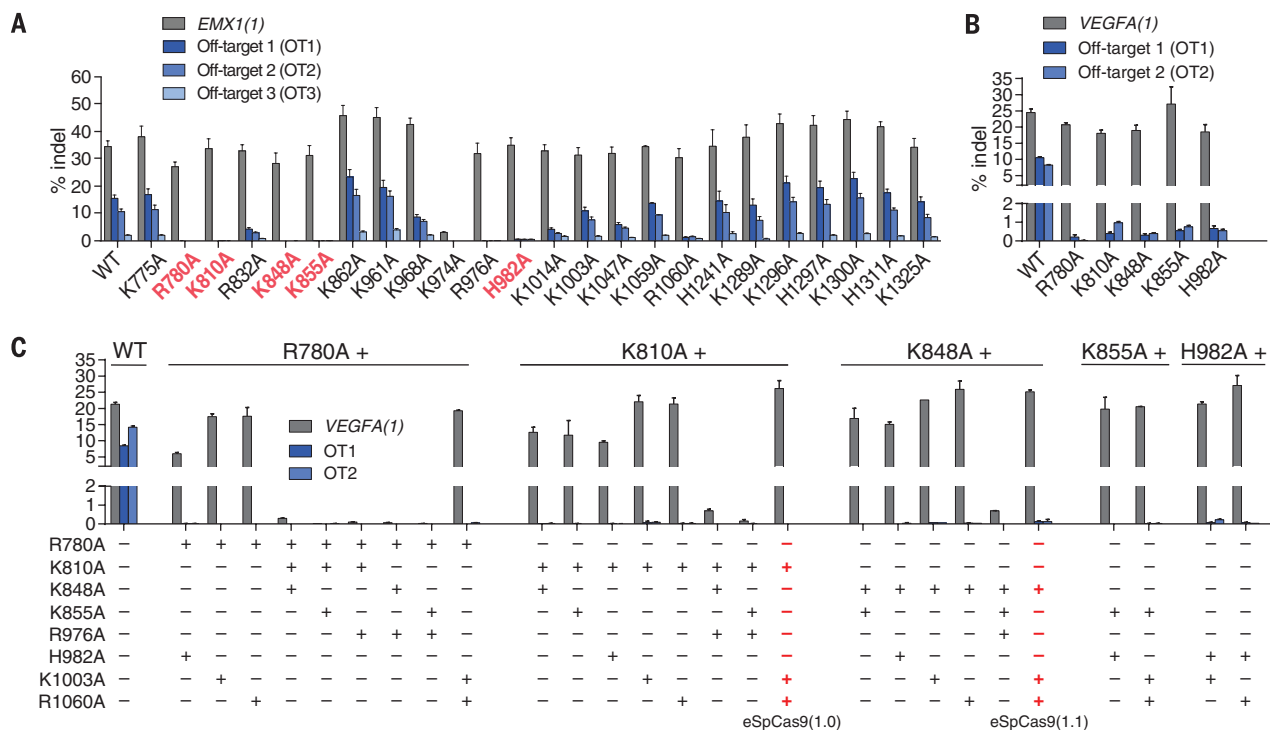 A
EMX1(1)
Off-target 1 (OT1)
Off-target 2 (OT2)
Off-target 3 (OT3)
% indel
60
50
40
30
20
10
0
WT K775A R780A K810A R832A K848A K855A K862A K961A K968A K974A R976A H982A K1014A K1003A K1047A K1059A R1060A H1241A K1289A K1296A H1297A K1300A H1311A K1325A
B
VEGFA(1)
Off-target 1 (OT1)
Off-target 2 (OT2)
% indel
35
30
25
20
15
10
5
2
1
0
WT R780A K810A K848A K855A H982A
C
WT R780A + K810A + K848A + K855A + H982A +
35
30
25
20
15
10
5
2
1
0
VEGFA(1)
OT1
OT2
R780A – + + + + + + + + + – – – – – – – – – – – – – – – – – –
K810A – – – – + + + – – – + + + + + + + + – – – – – – – – – –
K848A – – – – + – – + – – + – – – – + – – + + + + + + – – – –
K855A – – – – – + – – + – – + – – – – + – + – – – + – + + – –
R976A – – – – – – + + + – – – – – – + + – – – – – + – – – – –
H982A – + – – – – – – – – – – + – – – – – – + – – – – + – + +
K1003A – – + – – – – – – + – – – + – – – + – – + – – + – + + –
R1060A – – – + – – – – – + – – – – + – – + – – – + – + – + – +
eSpCas9(1.0) eSpCas9(1.1)